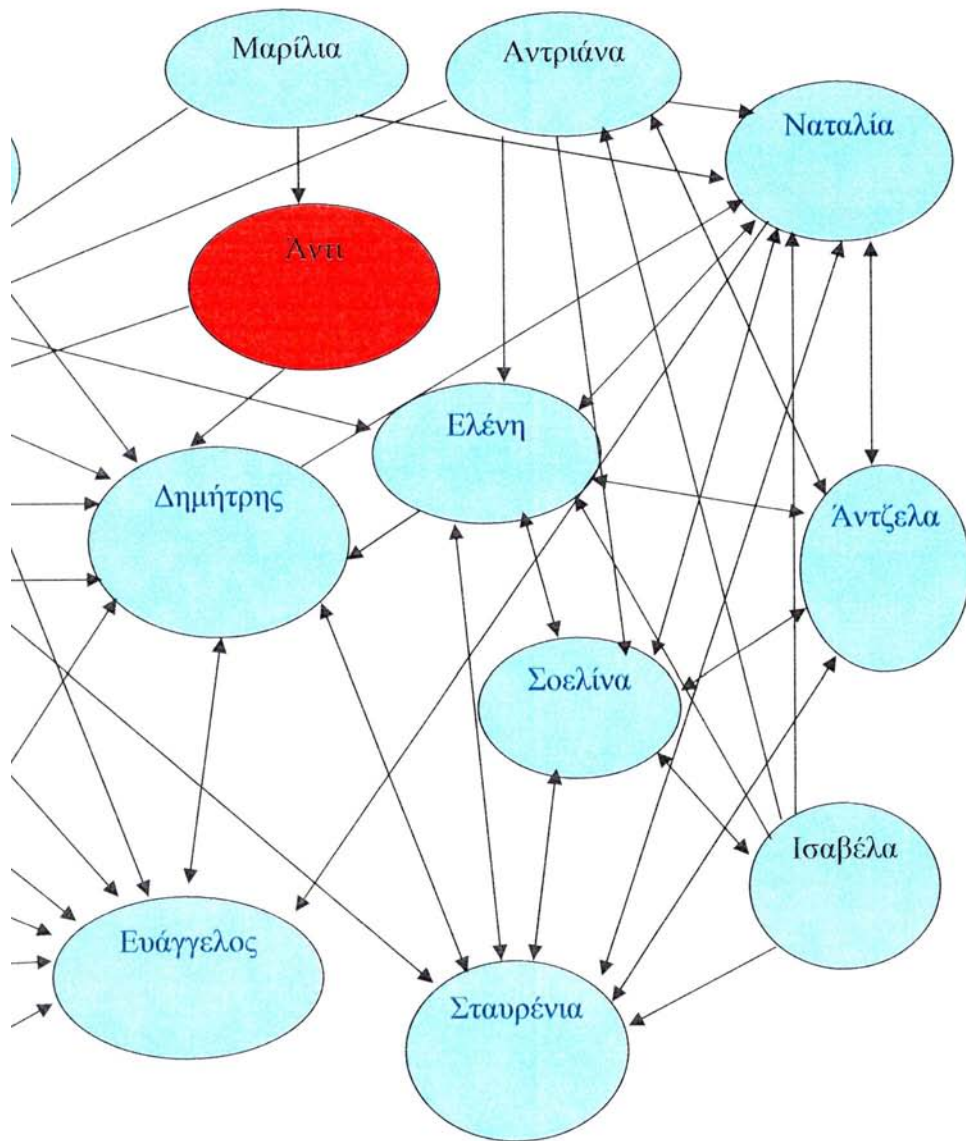 Μαρίλια
Αντριάνα
Ναταλία
Άντι
Ελένη
Δημήτρης
Άντζελα
Σοελίνα
Ισαβέλα
Ευάγγελος
Σταυρένια